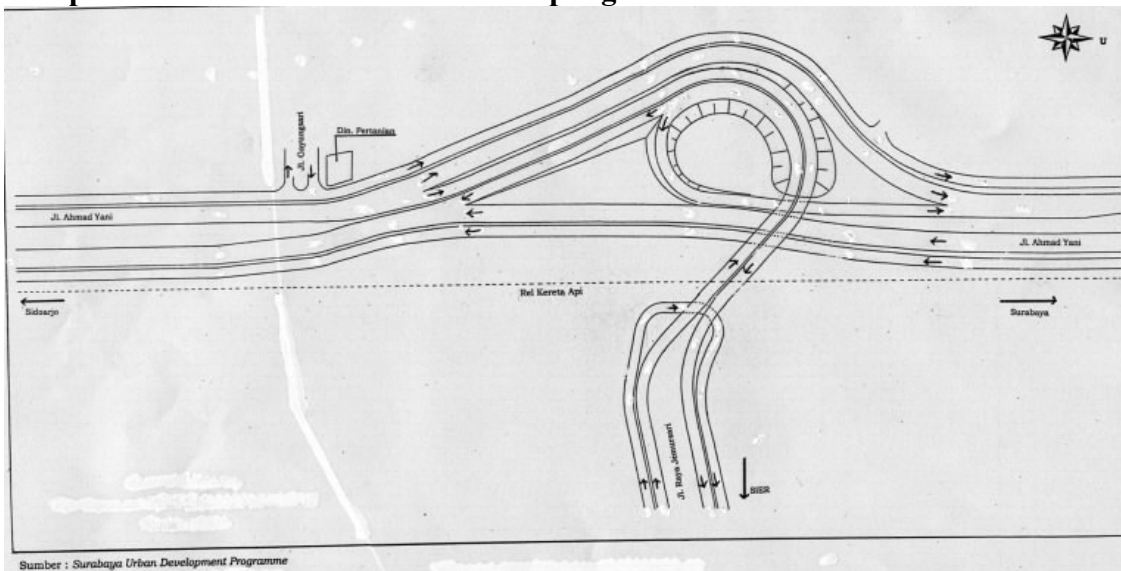 U
Jl. Gayungsari
Din. Pertanian
Jl. Ahmad Yani
Jl. Ahmad Yani
Rel Kereta Api
Sidoarjo
Surabaya
Jl. Raya Jemursari
SIER
Sumber : Surabaya Urban Development Programme